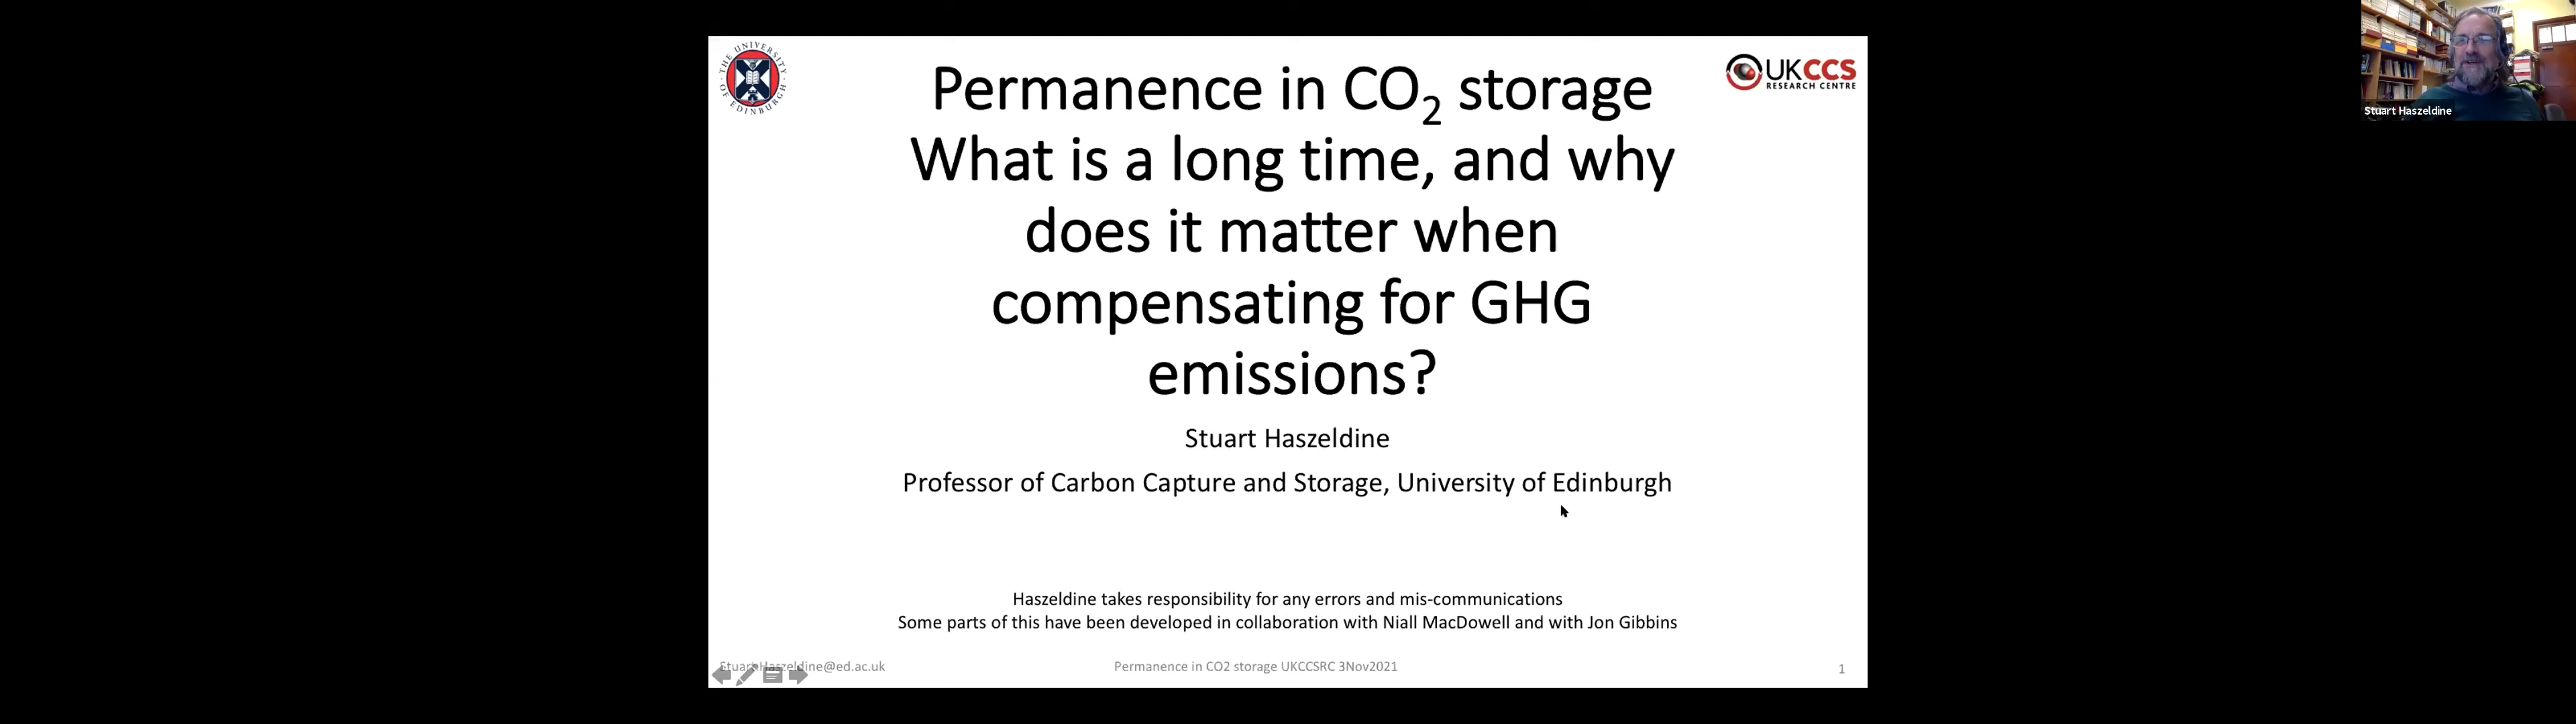 THE UNIVERSITY OF EDINBURGH
UKCCS
RESEARCH CENTRE
Permanence in CO₂ storage
What is a long time, and why
does it matter when
compensating for GHG
emissions?
Stuart Haszeldine
Professor of Carbon Capture and Storage, University of Edinburgh
Haszeldine takes responsibility for any errors and mis-communications
Some parts of this have been developed in collaboration with Niall MacDowell and with Jon Gibbins
Stuart.Haszeldine@ed.ac.uk
Permanence in CO2 storage UKCCSRC 3Nov2021
1
Stuart Haszeldine